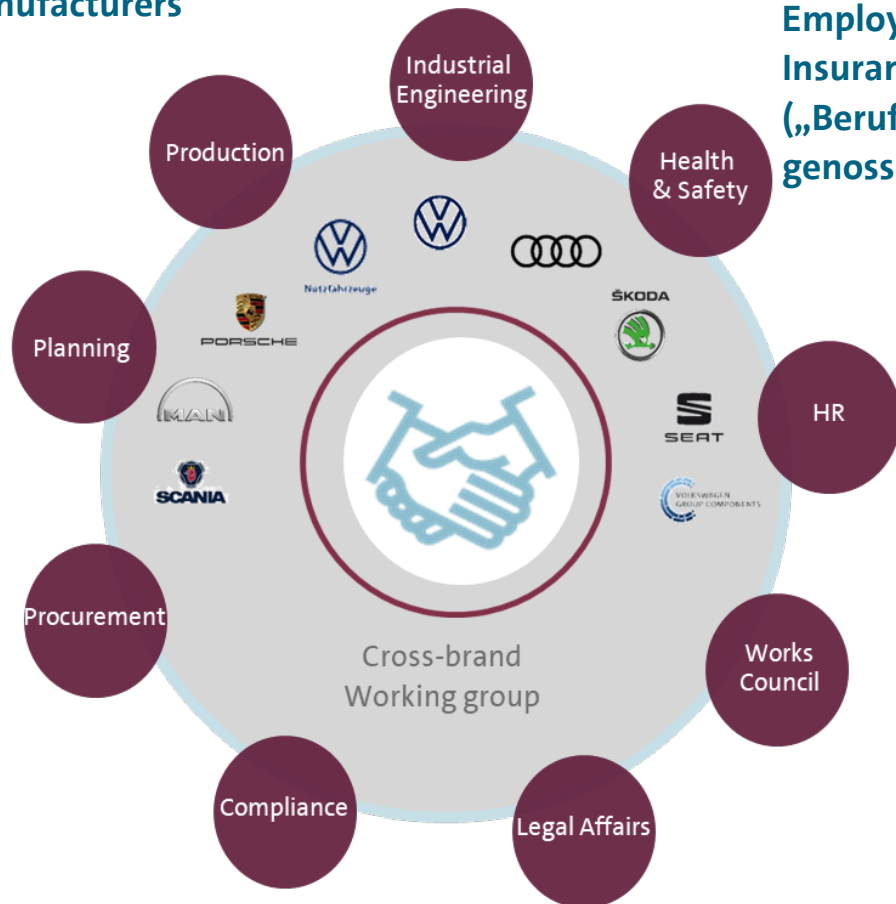 nufacturers
Employ
Insuran
(„Beruf
genoss
Industrial
Engineering
Production
Health
& Safety
Nutzfahrzeuge
ŠKODA
PORSCHE
Planning
MAN
SEAT
HR
SCANIA
VOLKSWAGEN
GROUP COMPONENTS
Procurement
Cross-brand
Working group
Works
Council
Compliance
Legal Affairs